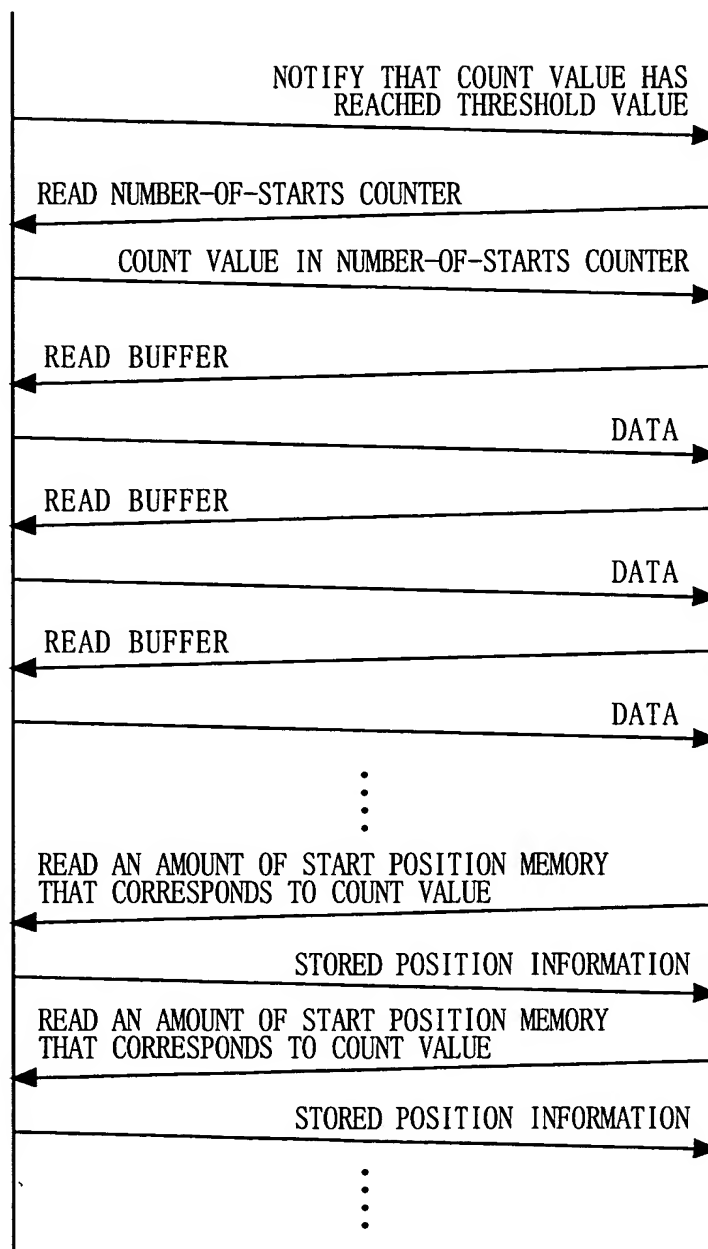 NOTIFY THAT COUNT VALUE HAS
REACHED THRESHOLD VALUE
READ NUMBER-OF-STARTS COUNTER
COUNT VALUE IN NUMBER-OF-STARTS COUNTER
READ BUFFER
DATA
READ BUFFER
DATA
READ BUFFER
DATA
READ AN AMOUNT OF START POSITION MEMORY
THAT CORRESPONDS TO COUNT VALUE
STORED POSITION INFORMATION
READ AN AMOUNT OF START POSITION MEMORY
THAT CORRESPONDS TO COUNT VALUE
STORED POSITION INFORMATION